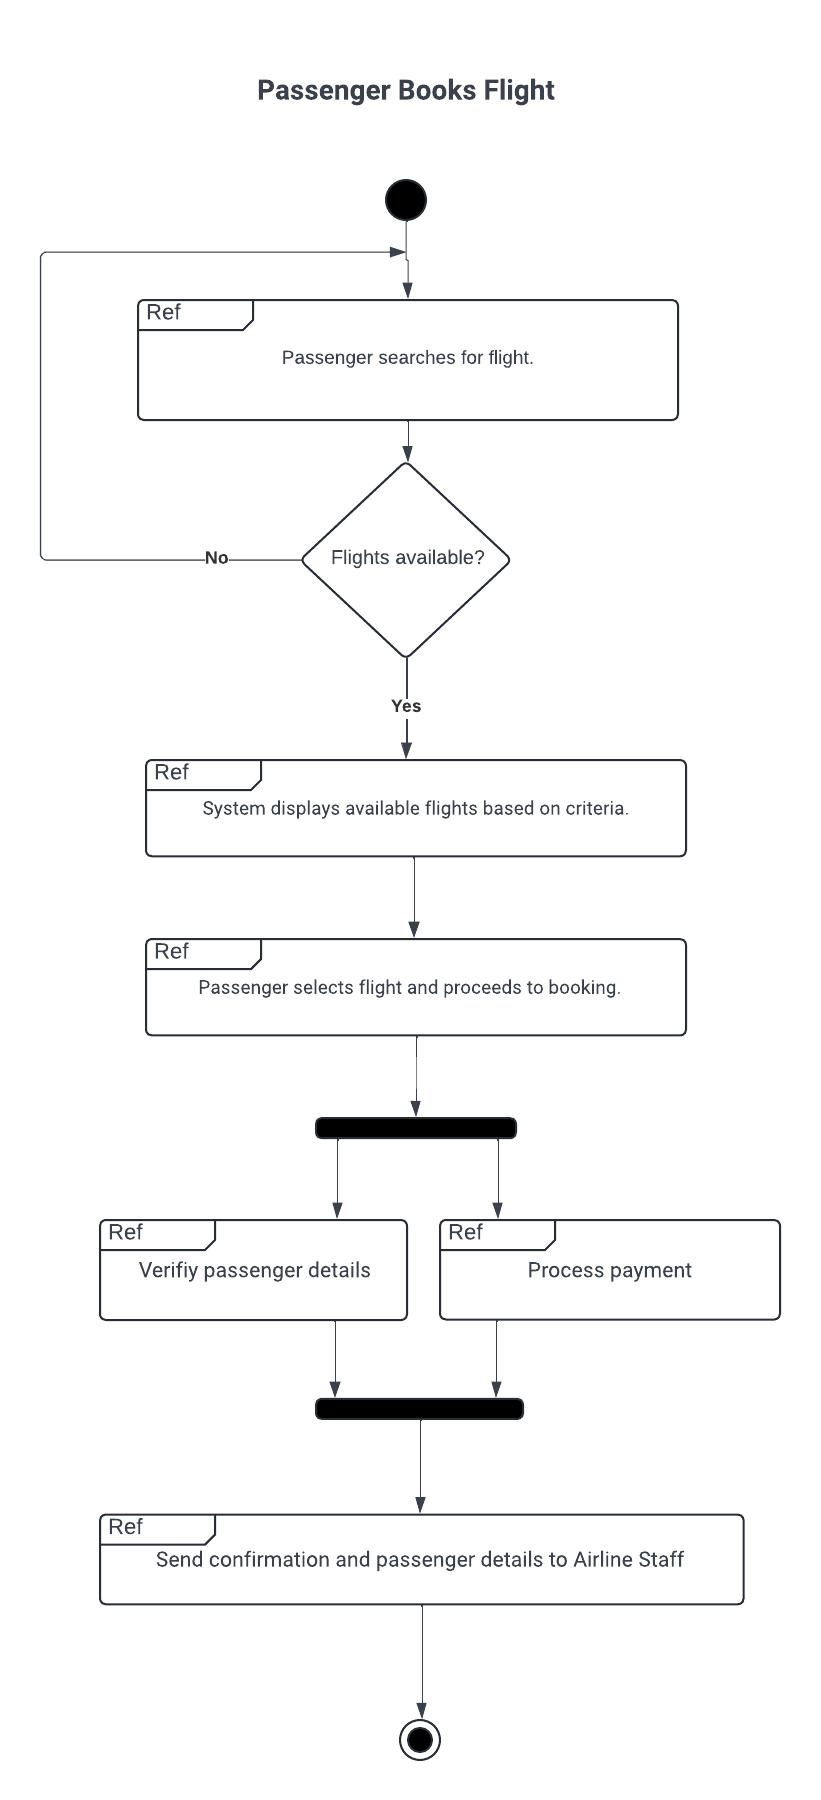 Passenger Books Flight
Ref
Passenger searches for flight.
Flights available?
No
Yes
Ref
System displays available flights based on criteria.
Ref
Passenger selects flight and proceeds to booking.
Ref
Verifiy passenger details
Ref
Process payment
Ref
Send confirmation and passenger details to Airline Staff